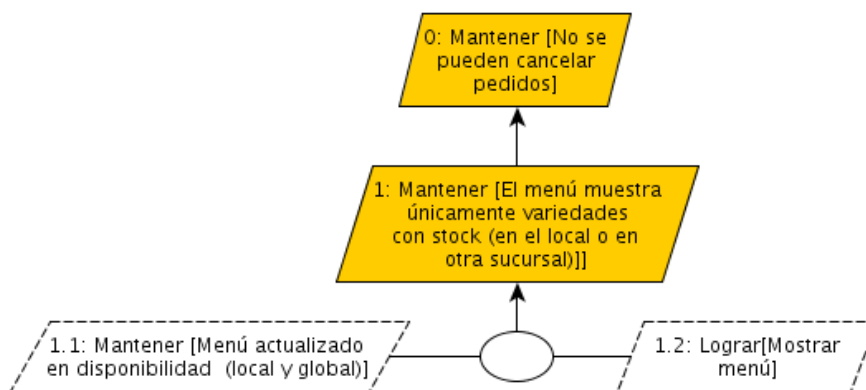 0: Mantener [No se
pueden cancelar
pedidos]
1: Mantener [El menú muestra
únicamente variedades
con stock (en el local o en
otra sucursal)]]
1.1: Mantener [Menú actualizado
en disponibilidad (local y global)]
1.2: Lograr[Mostrar
menú]